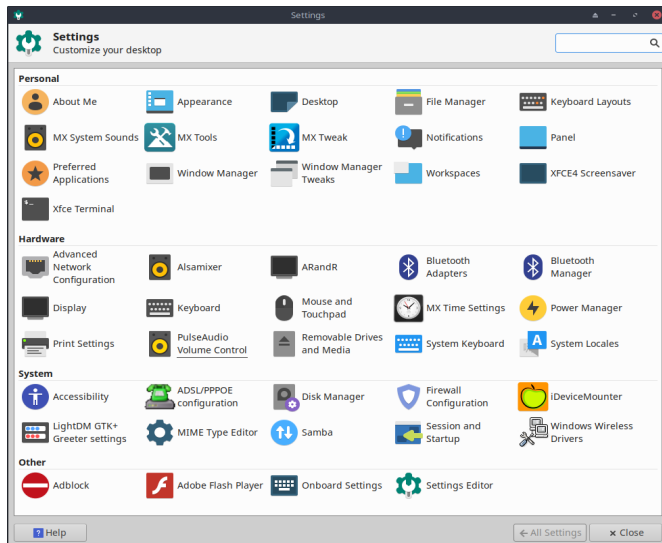 Settings
Settings
Customize your desktop
Personal
About Me
Appearance
Desktop
File Manager
Keyboard Layouts
MX System Sounds
MX Tools
MX Tweak
Notifications
Panel
Preferred
Applications
Window Manager
Window Manager
Tweaks
Workspaces
XFCE4 Screensaver
Xfce Terminal
Hardware
Advanced
Network
Configuration
Alsamixer
ARandR
Bluetooth
Adapters
Bluetooth
Manager
Display
Keyboard
Mouse and
Touchpad
MX Time Settings
Power Manager
Print Settings
PulseAudio
Volume Control
Removable Drives
and Media
System Keyboard
A
System Locales
System
Accessibility
ADSL/PPPOE
configuration
Disk Manager
Firewall
Configuration
iDeviceMounter
LightDM GTK+
Greeter settings
MIME Type Editor
Samba
Session and
Startup
Windows Wireless
Drivers
Other
Adblock
Adobe Flash Player
Onboard Settings
Settings Editor
? Help
← All Settings
× Close